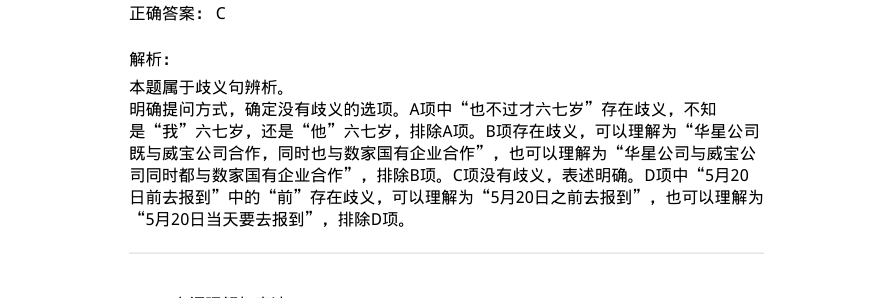 正确答案： C
解析：
本题属于歧义句辨析。
明确提问方式，确定没有歧义的选项。A项中“也不过才六七岁”存在歧义，不知
是“我”六七岁，还是“他”六七岁，排除A项。B项存在歧义，可以理解为“华星公司
既与威宝公司合作，同时也与数家国有企业合作”，也可以理解为“华星公司与威宝公
司同时都与数家国有企业合作”，排除B项。C项没有歧义，表述明确。D项中“5月20
日前去报到”中的“前”存在歧义，可以理解为“5月20日之前去报到”，也可以理解为
“5月20日当天要去报到”，排除D项。